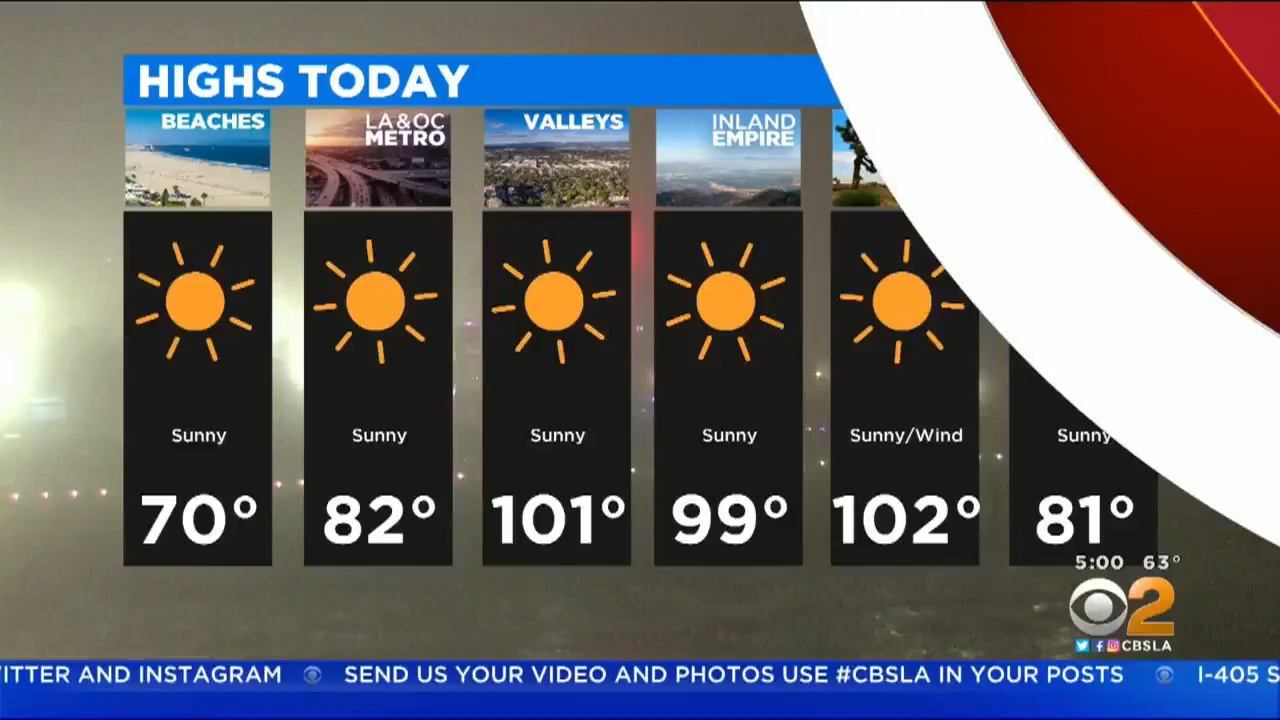 HIGHS TODAY
BEACHES
LA & OC
METRO
VALLEYS
INLAND
EMPIRE
Sunny
Sunny
Sunny
Sunny
Sunny/Wind
Sunny
70°
82°
101°
99°
102°
81°
5:00 63°
2
CBSLA
ITTER AND INSTAGRAM SEND US YOUR VIDEO AND PHOTOS USE #CBSLA IN YOUR POSTS I-405 S